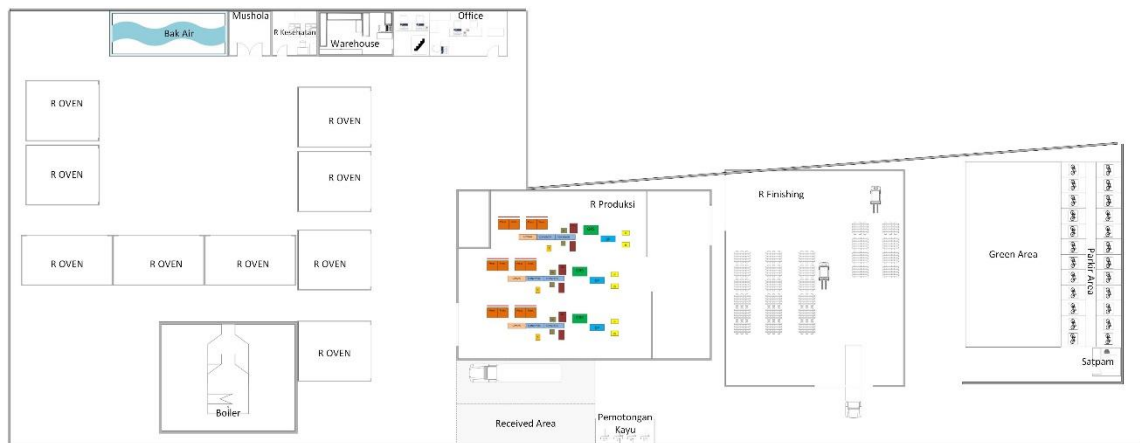 Mushola
Office
Bak Air
R Kesehatan
Warehouse
R OVEN
R OVEN
R OVEN
R OVEN
R OVEN
R OVEN
R OVEN
R OVEN
R OVEN
Boiler
R Produksi
R Finishing
Green Area
Parkir Area
Satpam
Received Area
Pemotongan
Kayu